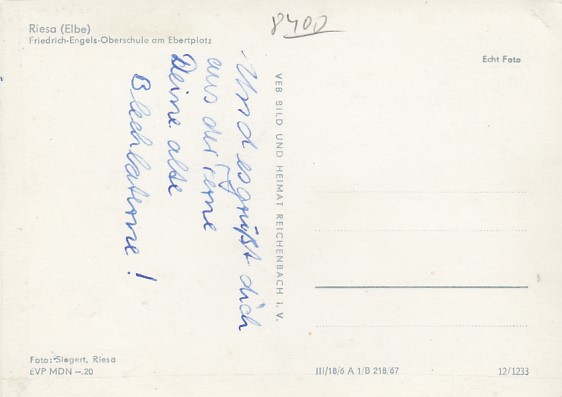 Riesa (Elbe)
Friedrich-Engels-Oberschule am Ebertplatz
8400
Echt Foto
Und es grüßt dich
aus der Ferne
Deine alte
Blechlaterne!
VEB BILD UND HEIMAT REICHENBACH I. V.
Foto: Siegert, Riesa
EVP MDN -.20
III/18/6 A 1/B 218/67
12/1233